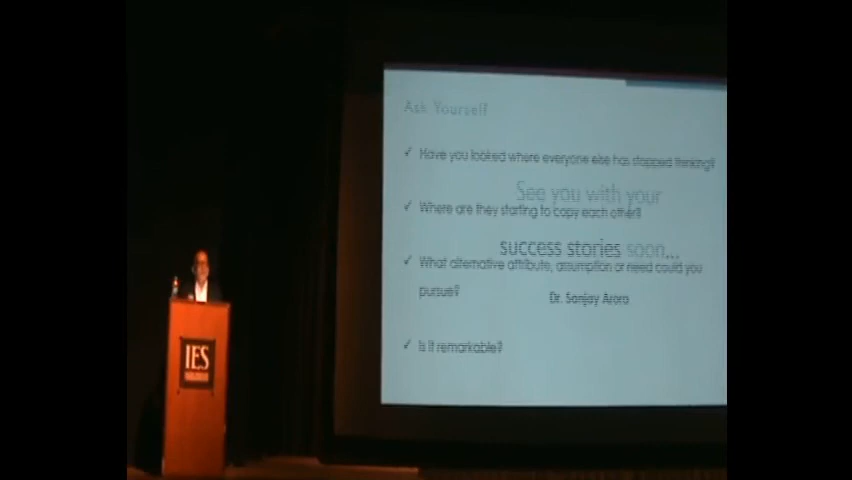 Ask Yourself
✓ Have you looked where everyone else has stopped thinking?
See you with your
✓ Where are they starting to copy each other?
success stories soon...
✓ What alternative attribute, assumption or need could you
pursue?
Dr. Sanjay Arora
✓ Is it remarkable?
IES